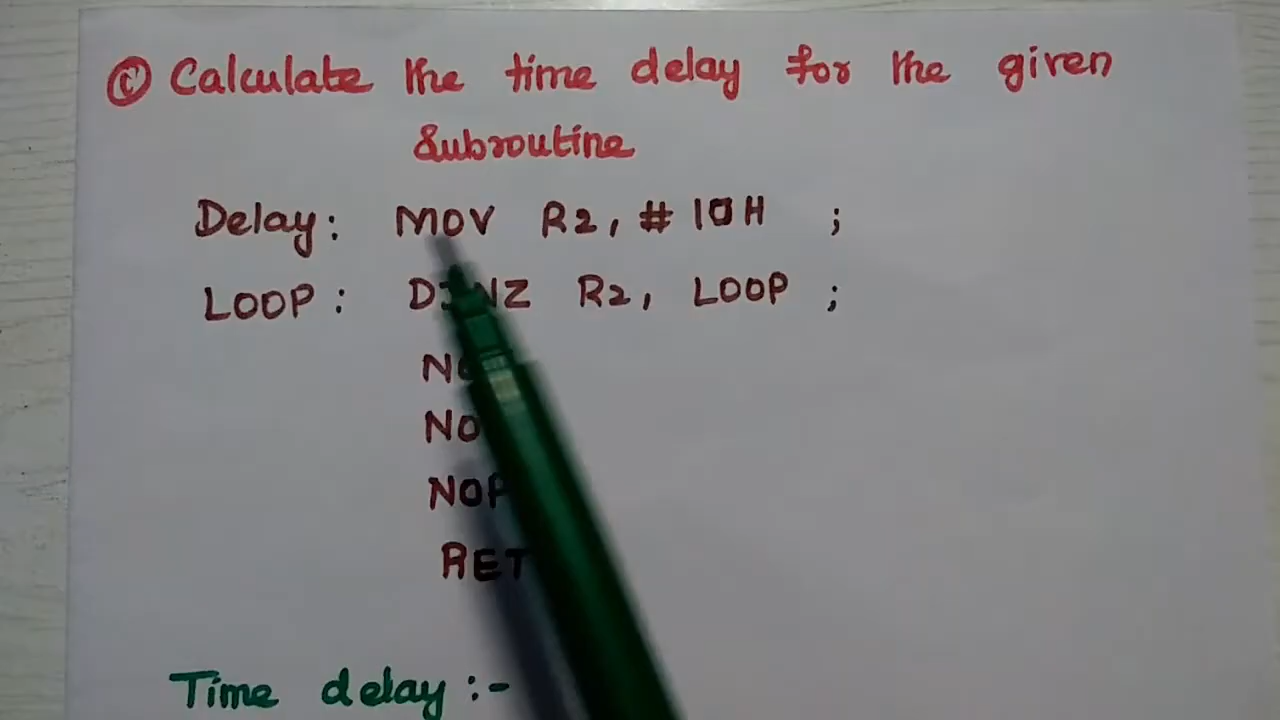 © Calculate the time delay for the given
Subroutine
Delay: MOV R2, # 10H ;
LOOP: DJNZ R2, LOOP ;
NOP
RET
Time delay :-